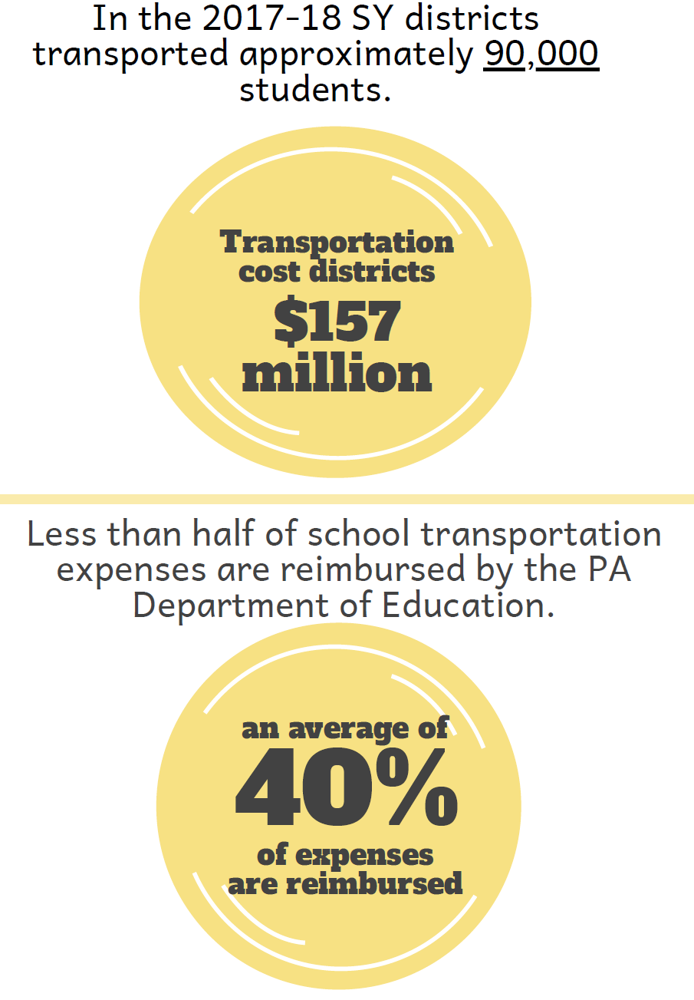 In the 2017-18 SY districts
transported approximately 90,000
students.
Transportation
cost districts
$157
million
Less than half of school transportation
expenses are reimbursed by the PA
Department of Education.
an average of
40%
of expenses
are reimbursed